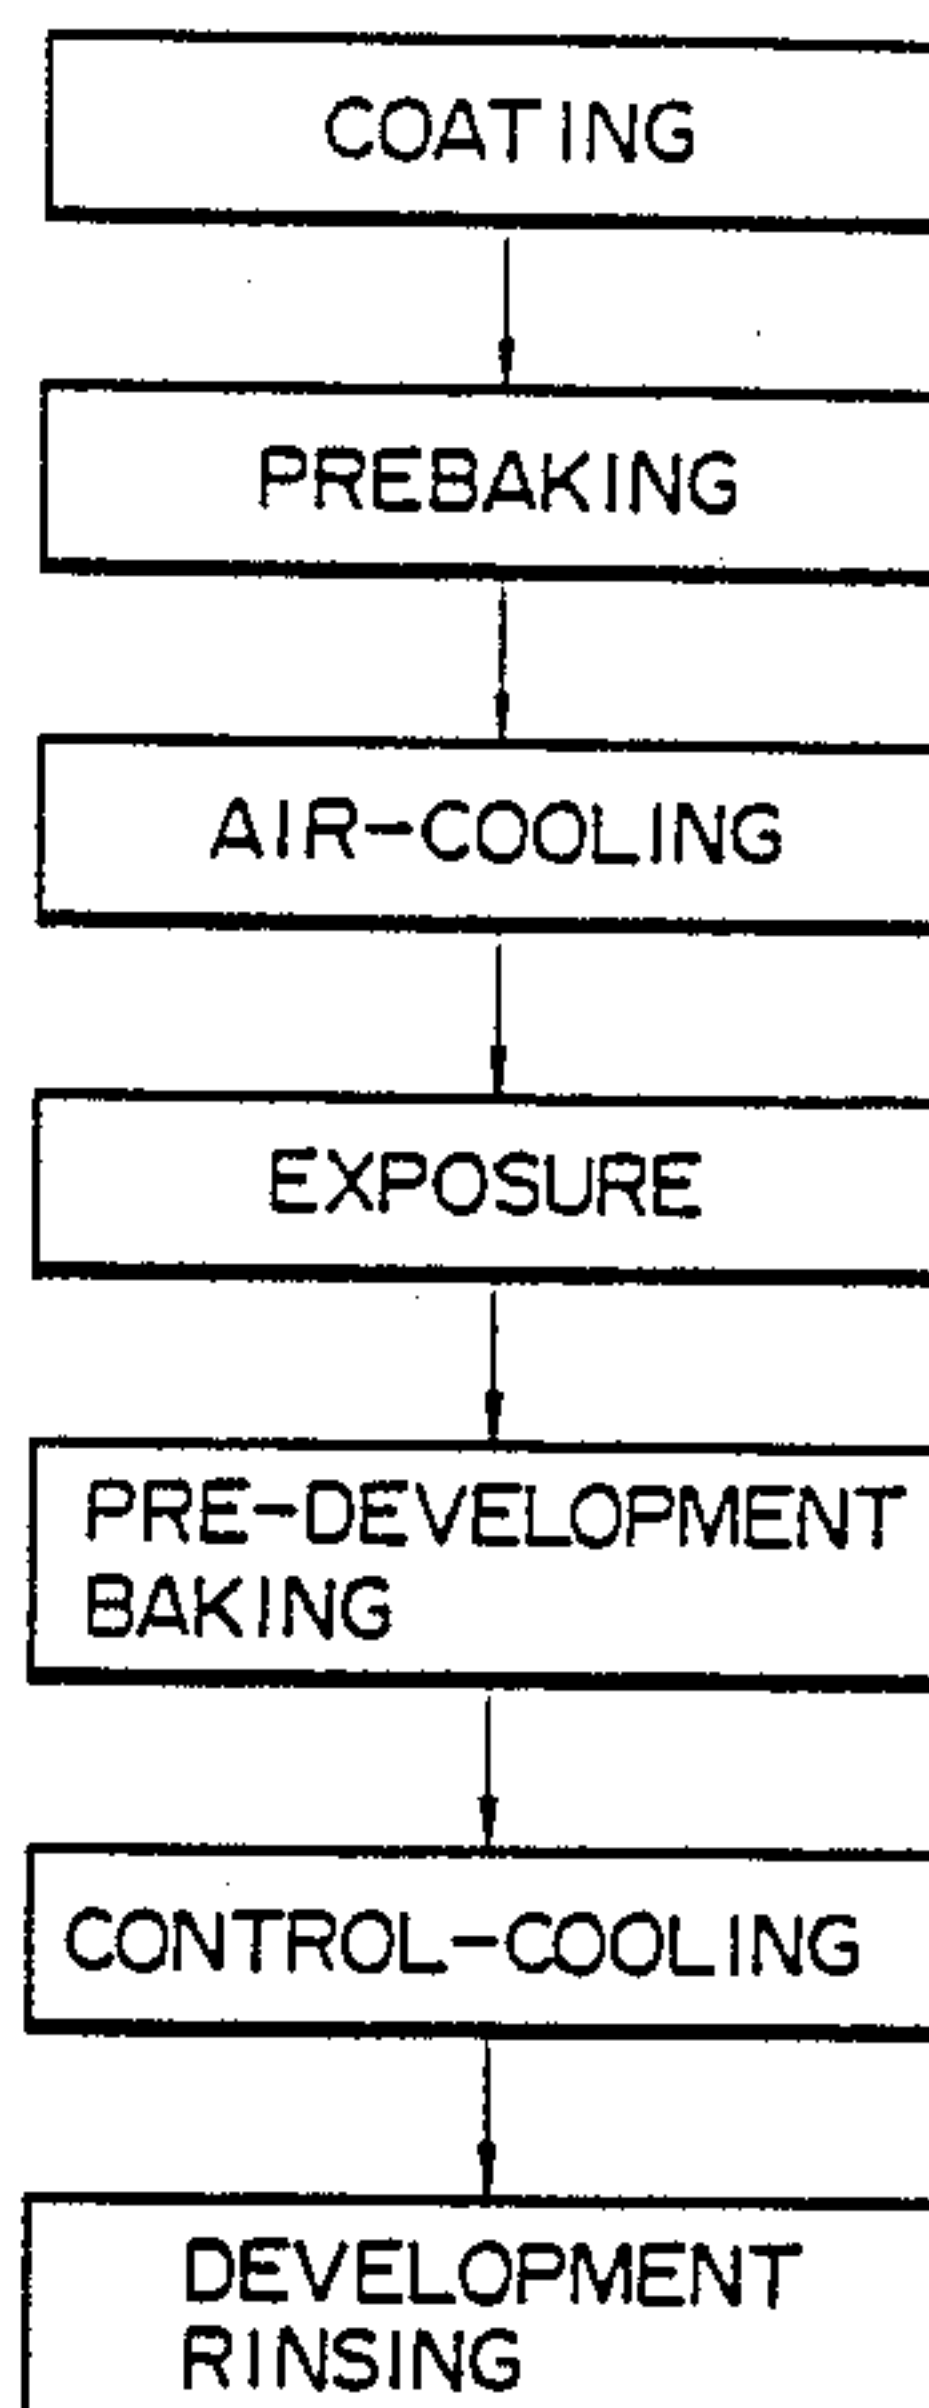 COATING
PREBAKING
AIR-COOLING
EXPOSURE
PRE-DEVELOPMENT
BAKING
CONTROL-COOLING
DEVELOPMENT
RINSING